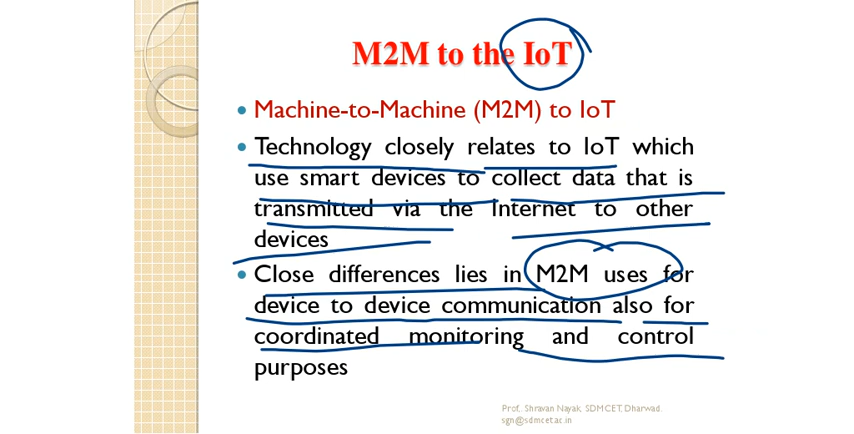 M2M to the IoT
• Machine-to-Machine (M2M) to IoT
• Technology closely relates to IoT which
use smart devices to collect data that is
transmitted via the Internet to other
devices
• Close differences lies in M2M uses for
device to device communication also for
coordinated monitoring and control
purposes
Prof. Shravan Nayak, SDMCET, Dharwad.
sgn@sdmcet.ac.in